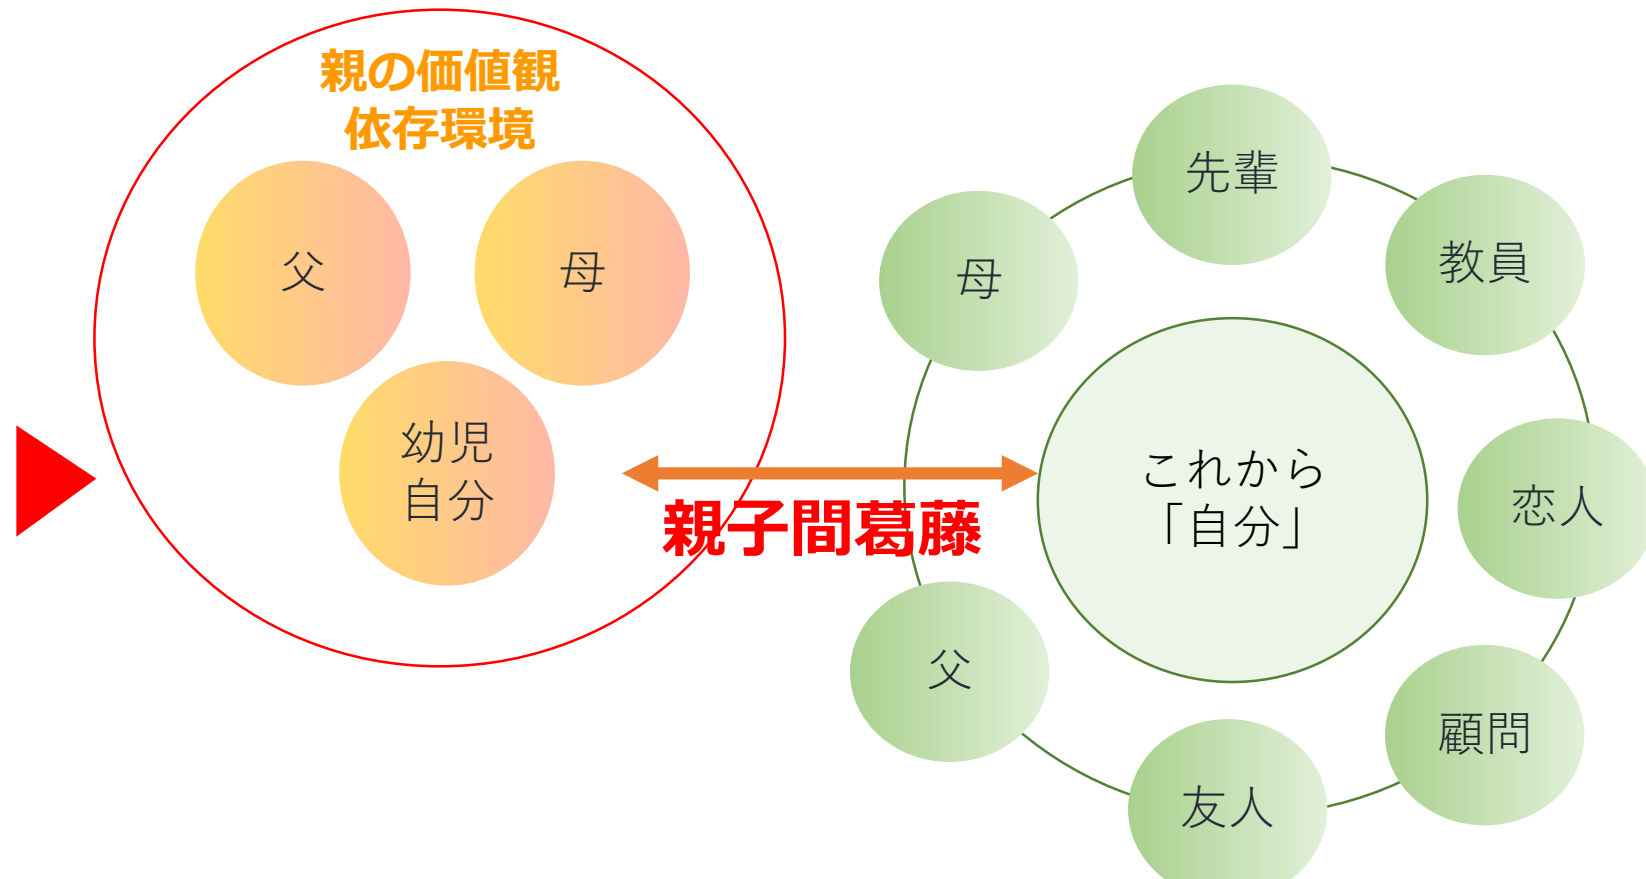 親の価値観
依存環境
父
母
幼児
自分
親子間葛藤
先輩
母
教員
これから
「自分」
恋人
父
顧問
友人